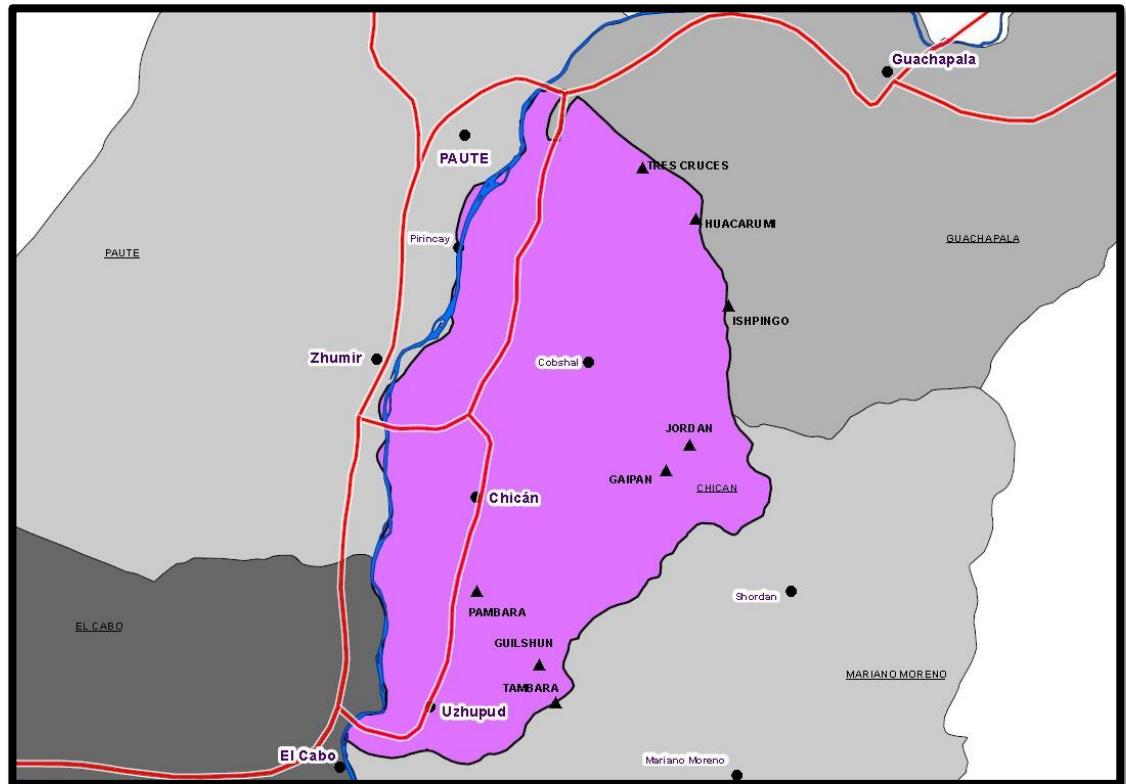 Guachapala
PAUTE
TRES CRUCES
HUACARUMI
Pirincay
GUACHAPALA
PAUTE
ISHPINGO
Zhumir
Cobshal
JORDAN
GAIPAN
CHICAN
Chicán
Shordan
PAMBARA
EL CABO
GUILSHUN
MARIANO MORENO
TAMBARA
Uzhupud
El Cabo
Mariano Moreno